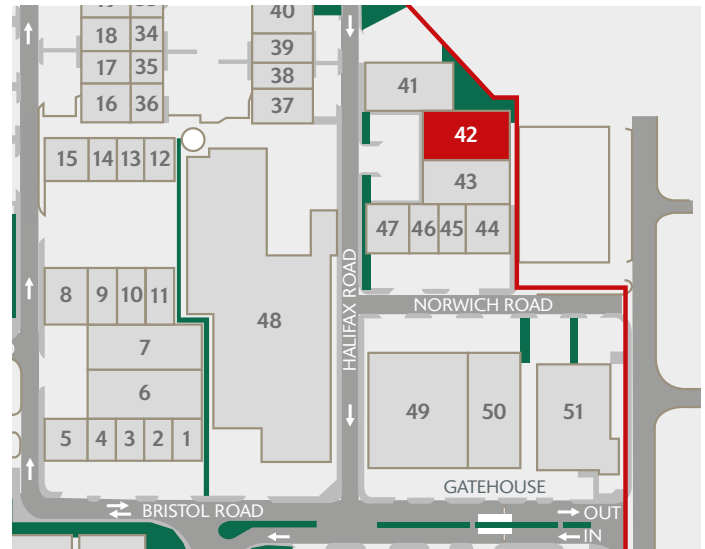 19 33
18 34
17 35
16 36
40
39
38
37
41
42
43
47 46 45 44
15 14 13 12
8 9 10 11
7
6
5 4 3 2 1
48
HALIFAX ROAD
NORWICH ROAD
49 50 51
GATEHOUSE
BRISTOL ROAD
OUT
IN